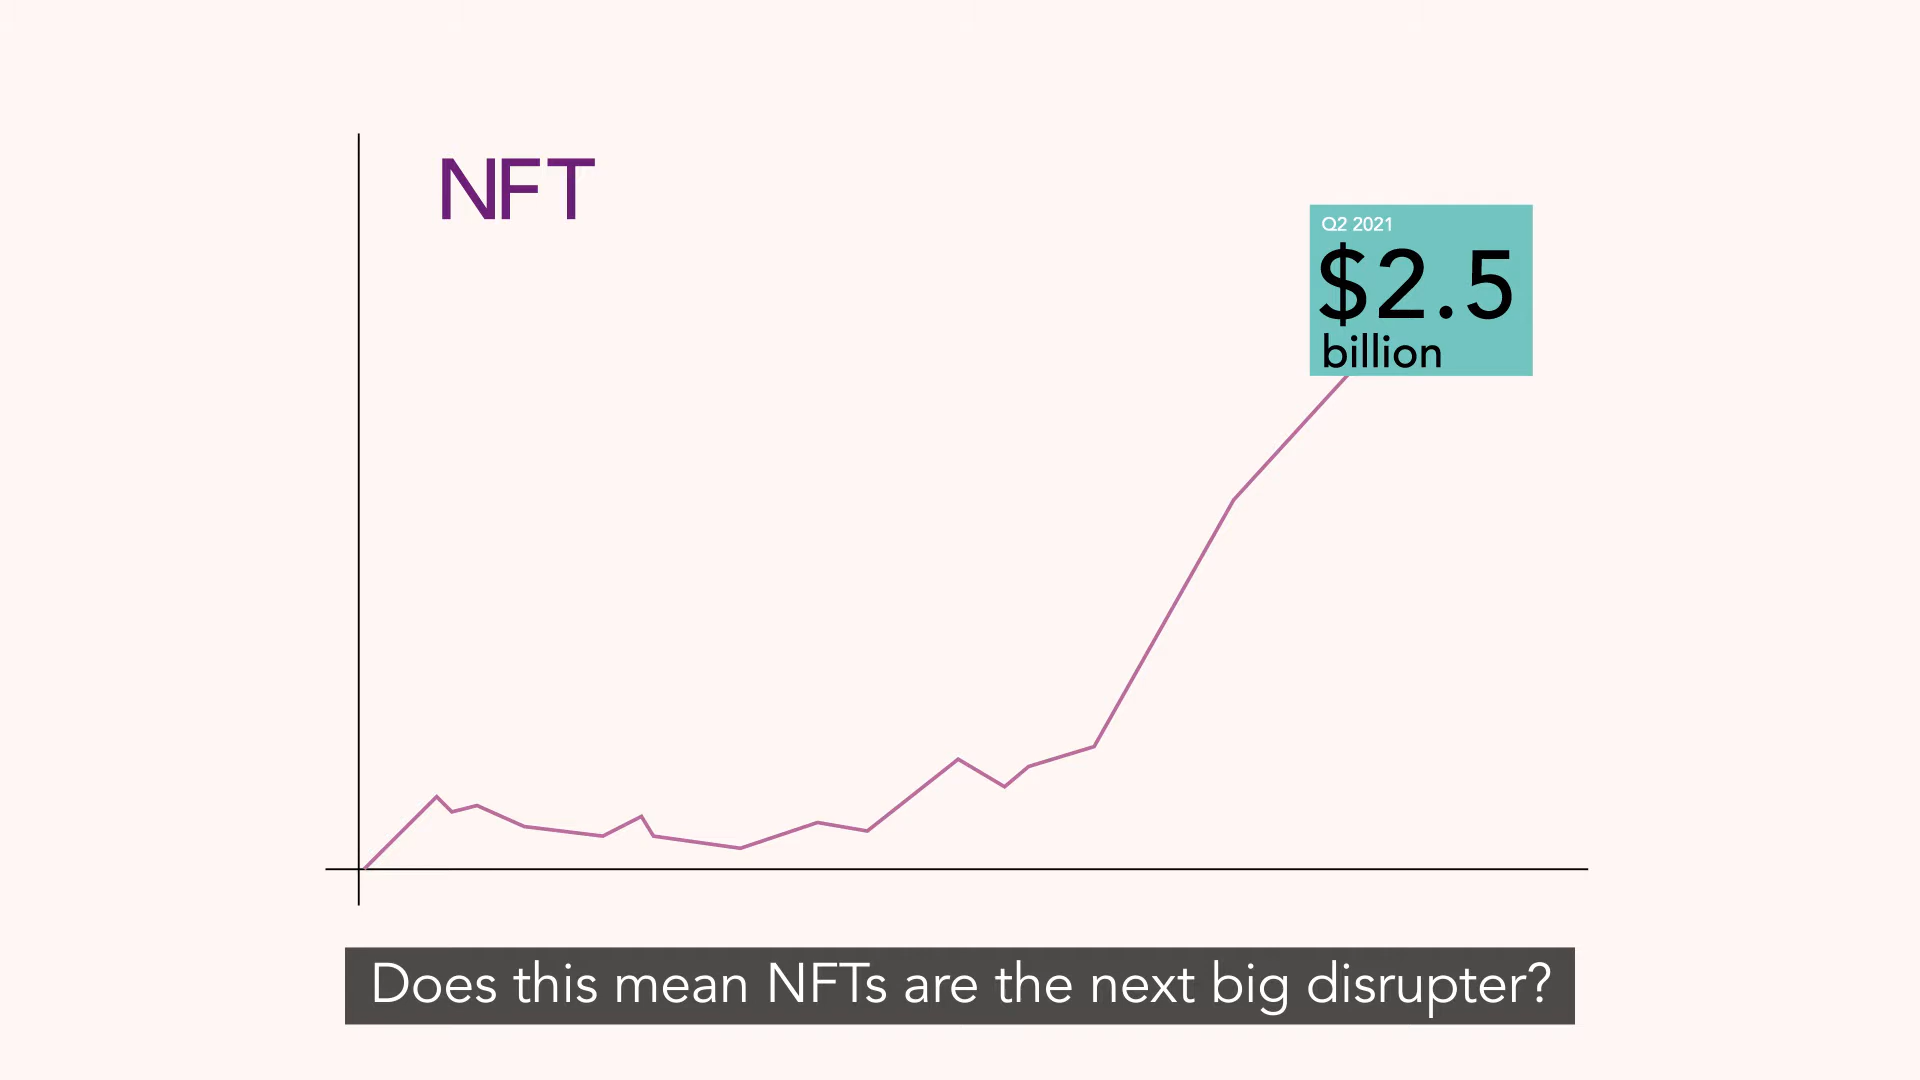 NFT
Q2 2021
$2.5
billion
Does this mean NFTs are the next big disrupter?